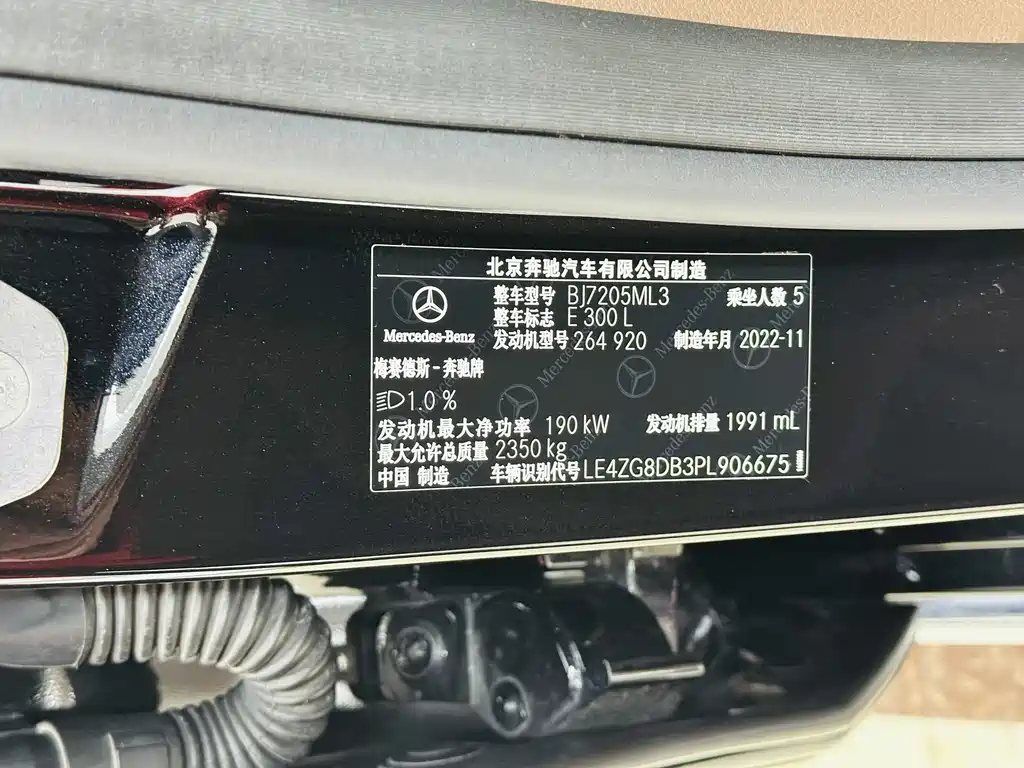 北京奔驰汽车有限公司制造
整车型号 BJ7205ML3 乘坐人数 5
整车标志 E 300 L
Mercedes-Benz 发动机型号 264 920 制造年月 2022-11
梅赛德斯-奔驰牌
1.0 %
发动机最大净功率 190 kW 发动机排量 1991 mL
最大允许总质量 2350 kg
中国 制造 车辆识别代号 LE4ZG8DB3PL906675